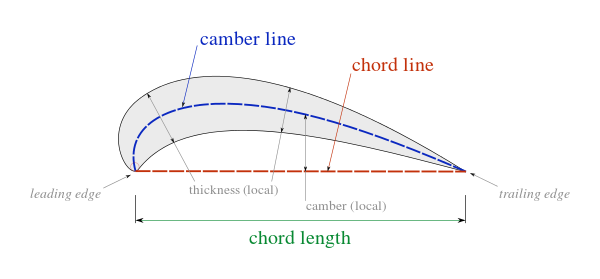 camber line
chord line
thickness (local)
leading edge
trailing edge
camber (local)
chord length